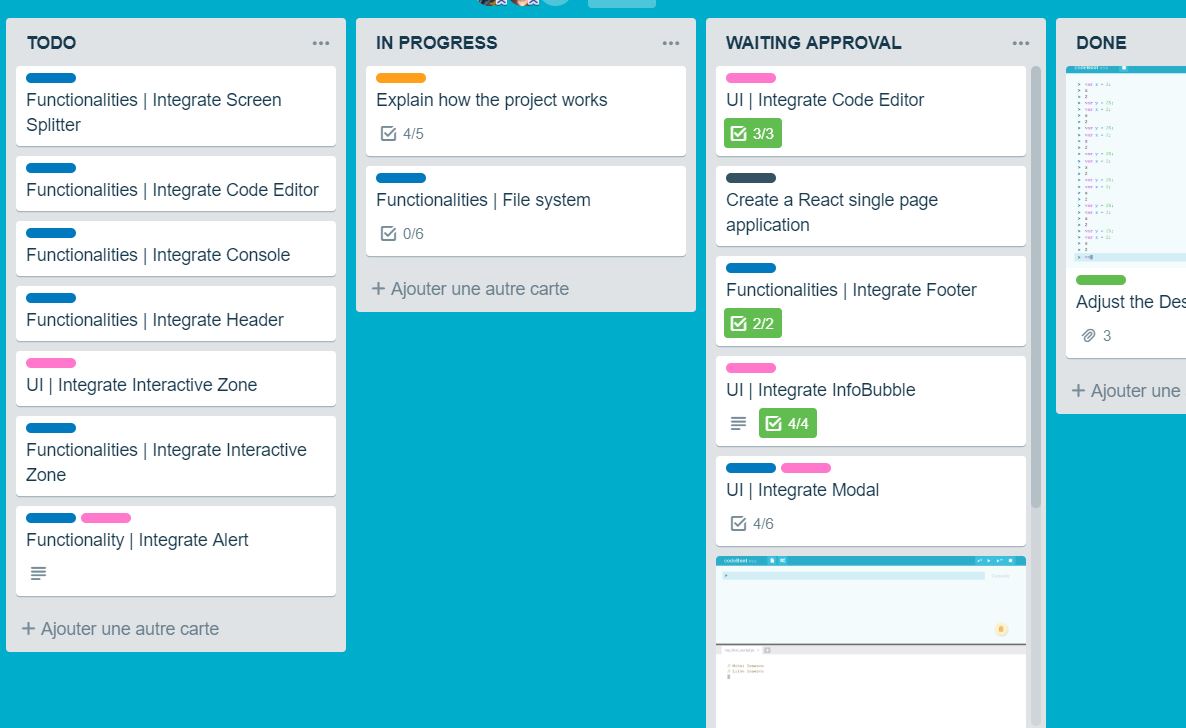 TODO
Functionalities | Integrate Screen
Splitter
Functionalities | Integrate Code Editor
Functionalities | Integrate Console
Functionalities | Integrate Header
UI | Integrate Interactive Zone
Functionalities | Integrate Interactive
Zone
Functionality | Integrate Alert
+ Ajouter une autre carte
IN PROGRESS
Explain how the project works
4/5
Functionalities | File system
0/6
+ Ajouter une autre carte
WAITING APPROVAL
UI | Integrate Code Editor
3/3
Create a React single page
application
Functionalities | Integrate Footer
2/2
UI | Integrate InfoBubble
4/4
UI | Integrate Modal
4/6
codeBoot
DONE
codeBoot
Adjust the Des
3
+ Ajouter une